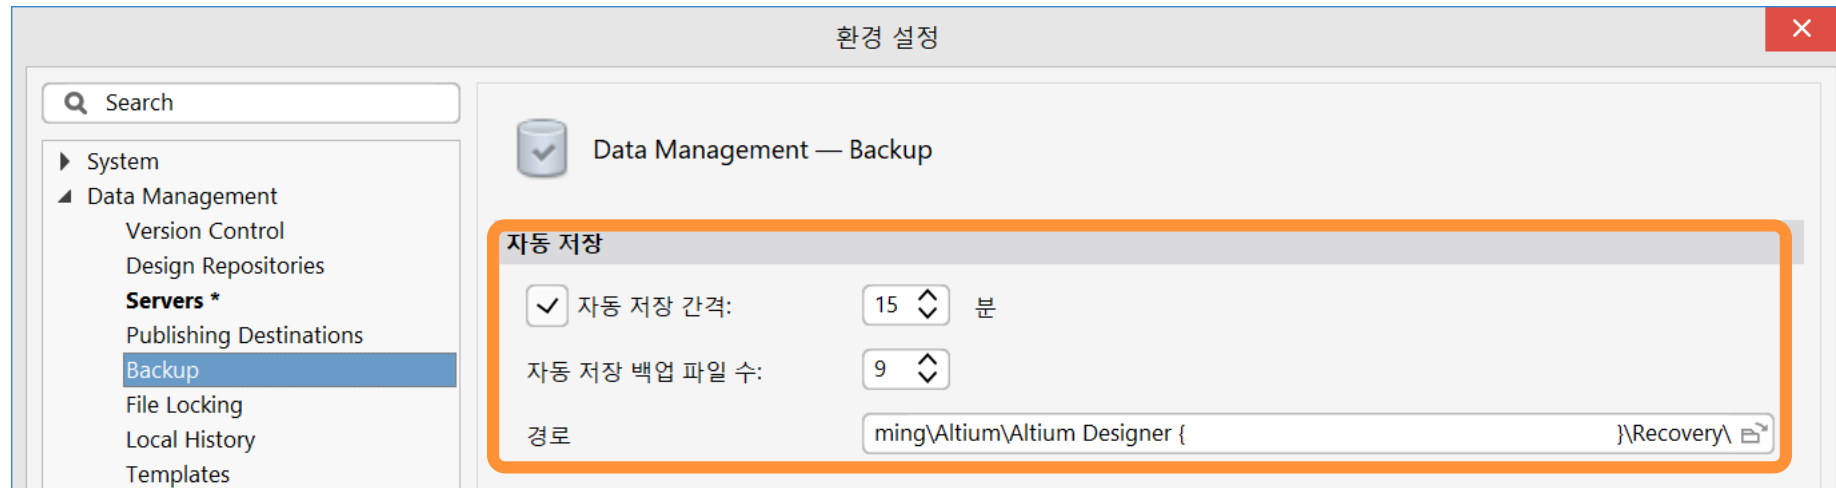 환경 설정
Search
System
Data Management
Version Control
Design Repositories
Servers *
Publishing Destinations
Backup
File Locking
Local History
Templates
Data Management — Backup
자동 저장
자동 저장 간격: 15 분
자동 저장 백업 파일 수: 9
경로 ming\Altium\Altium Designer { }\Recovery\